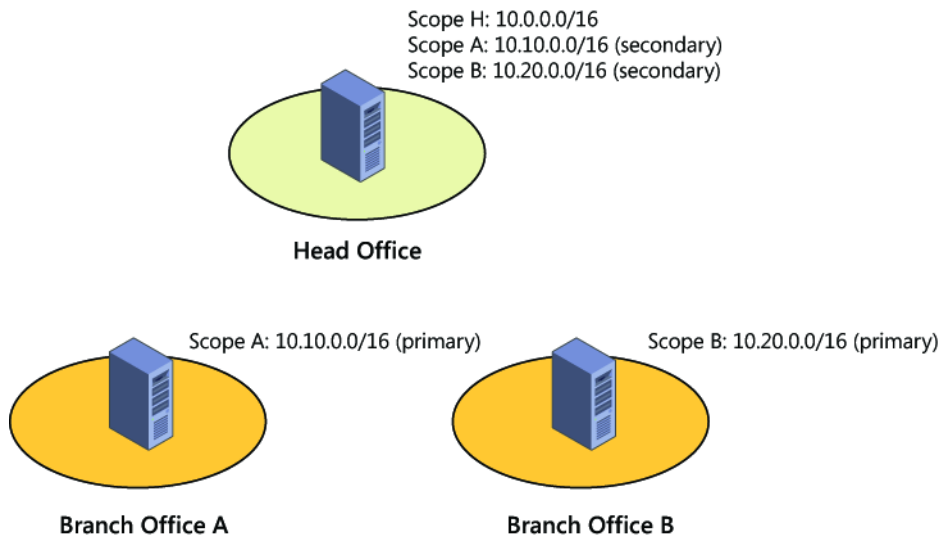 Scope H: 10.0.0.0/16
Scope A: 10.10.0.0/16 (secondary)
Scope B: 10.20.0.0/16 (secondary)
Head Office
Scope A: 10.10.0.0/16 (primary)
Scope B: 10.20.0.0/16 (primary)
Branch Office A
Branch Office B